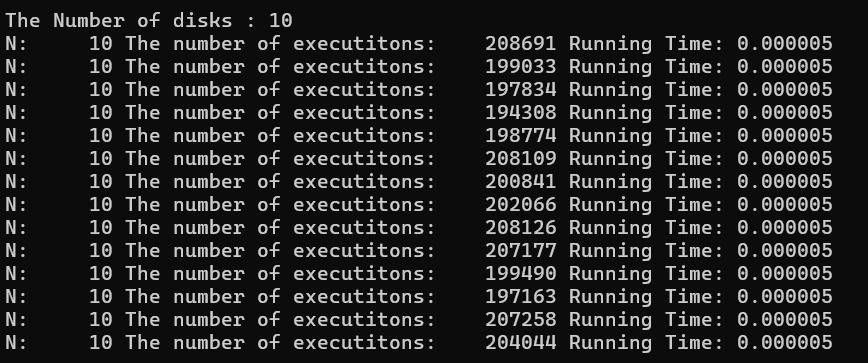 The Number of disks : 10
N:     10 The number of executitons:    208691 Running Time: 0.000005
N:     10 The number of executitons:    199033 Running Time: 0.000005
N:     10 The number of executitons:    197834 Running Time: 0.000005
N:     10 The number of executitons:    194308 Running Time: 0.000005
N:     10 The number of executitons:    198774 Running Time: 0.000005
N:     10 The number of executitons:    208109 Running Time: 0.000005
N:     10 The number of executitons:    200841 Running Time: 0.000005
N:     10 The number of executitons:    202066 Running Time: 0.000005
N:     10 The number of executitons:    208126 Running Time: 0.000005
N:     10 The number of executitons:    207177 Running Time: 0.000005
N:     10 The number of executitons:    199490 Running Time: 0.000005
N:     10 The number of executitons:    197163 Running Time: 0.000005
N:     10 The number of executitons:    207258 Running Time: 0.000005
N:     10 The number of executitons:    204044 Running Time: 0.000005